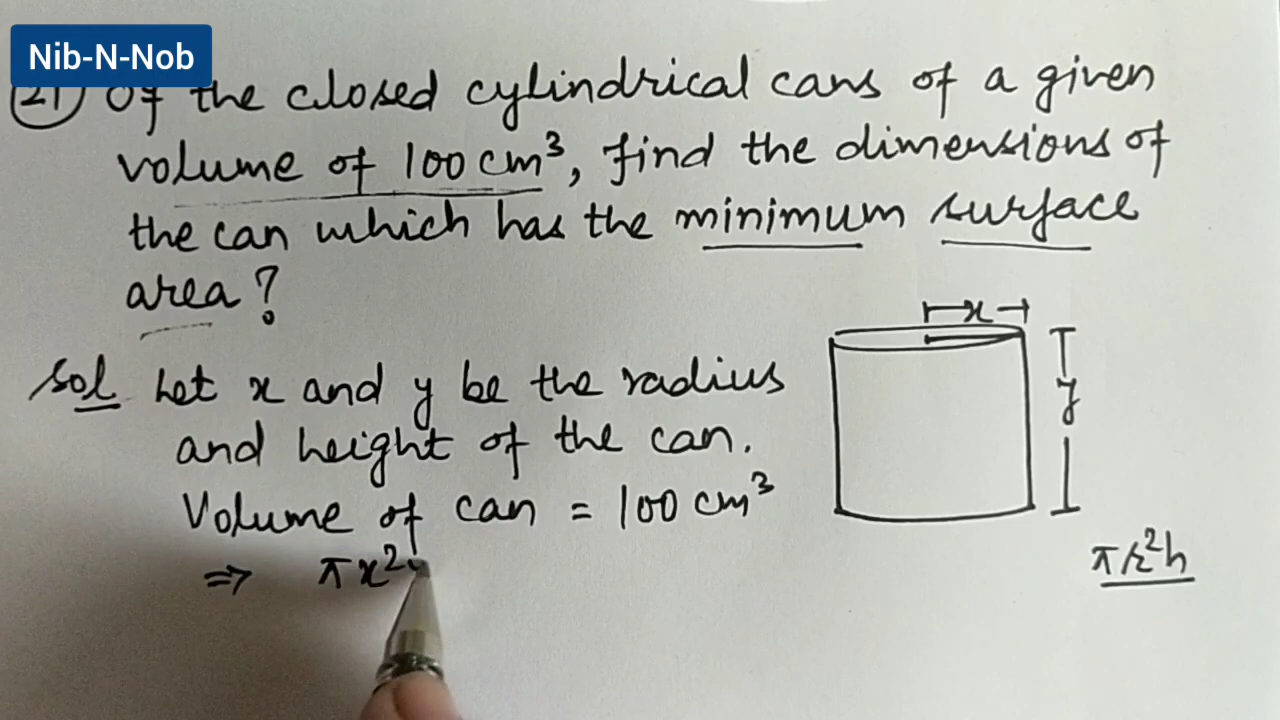 Nib-N-Nob
21 Of the closed cylindrical cans of a given
volume of 100 cm³, find the dimensions of
the can which has the minimum surface
area?
x
Sol Let x and y be the radius
y
and height of the can.
Volume of can = 100 cm³
πr²h
⇒ πx²